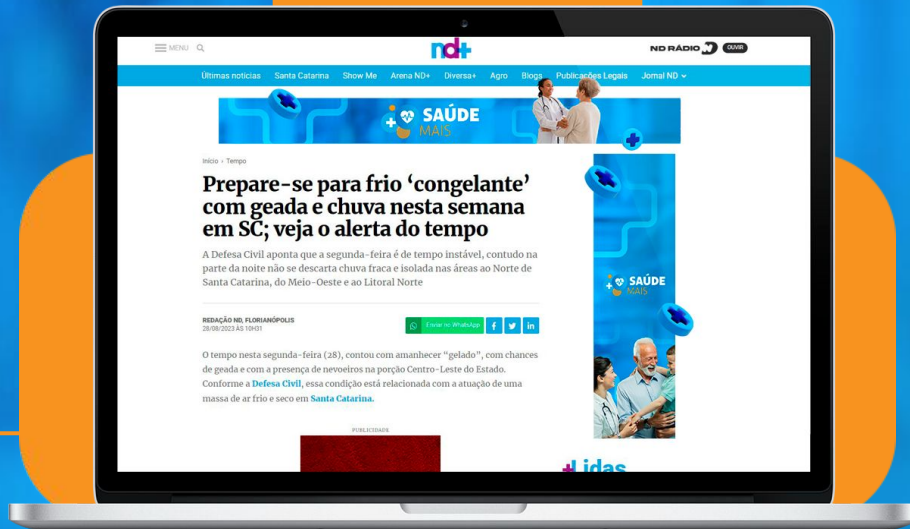 MENU
nd+
ND RÁDIO
OUVIR
Últimas notícias Santa Catarina Show Me Arena ND+ Diversa+ Agro Blogs Publicações Legais Jornal ND
SAÚDE
MAIS
Início › Tempo
Prepare-se para frio ‘congelante’
com geada e chuva nesta semana
em SC; veja o alerta do tempo
A Defesa Civil aponta que a segunda-feira é de tempo instável, contudo na
parte da noite não se descarta chuva fraca e isolada nas áreas ao Norte de
Santa Catarina, do Meio-Oeste e ao Litoral Norte
REDAÇÃO ND, FLORIANÓPOLIS
28/08/2023 ÀS 10H31
Enviar no WhatsApp
O tempo nesta segunda-feira (28), contou com amanhecer “gelado”, com chances
de geada e com a presença de nevoeiros na porção Centro-Leste do Estado.
Conforme a Defesa Civil, essa condição está relacionada com a atuação de uma
massa de ar frio e seco em Santa Catarina.
PUBLICIDADE
SAÚDE
MAIS
+Lidas